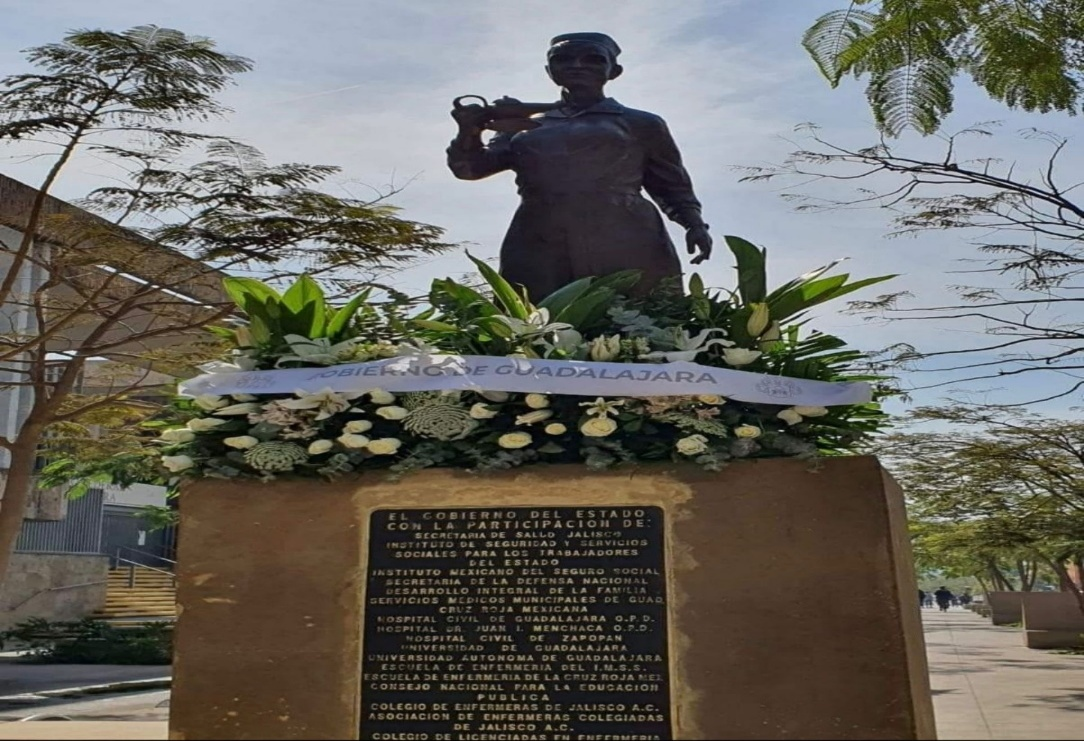 GOBIERNO DE GUADALAJARA
EL GOBIERNO DEL ESTADO
CON LA PARTICIPACION DE:
SECRETARIA DE SALUD JALISCO
INSTITUTO DE SEGURIDAD Y SERVICIOS
SOCIALES PARA LOS TRABAJADORES
DEL ESTADO
INSTITUTO MEXICANO DEL SEGURO SOCIAL
SECRETARIA DE LA DEFENSA NACIONAL
DESARROLLO INTEGRAL DE LA FAMILIA
SERVICIOS MEDICOS MUNICIPALES DE GUAD.
CRUZ ROJA MEXICANA
HOSPITAL CIVIL DE GUADALAJARA O.P.D.
HOSPITAL DR. JUAN I. MENCHACA O.P.D.
HOSPITAL CIVIL DE ZAPOPAN
UNIVERSIDAD DE GUADALAJARA
UNIVERSIDAD AUTONOMA DE GUADALAJARA
ESCUELA DE ENFERMERIA DEL I.M.S.S.
ESCUELA DE ENFERMERIA DE LA CRUZ ROJA MEX.
CONSEJO NACIONAL PARA LA EDUCACION
PUBLICA
COLEGIO DE ENFERMERAS DE JALISCO A.C.
ASOCIACION DE ENFERMERAS COLEGIADAS
DE JALISCO A.C.
COLEGIO DE LICENCIADAS EN ENFERMERIA